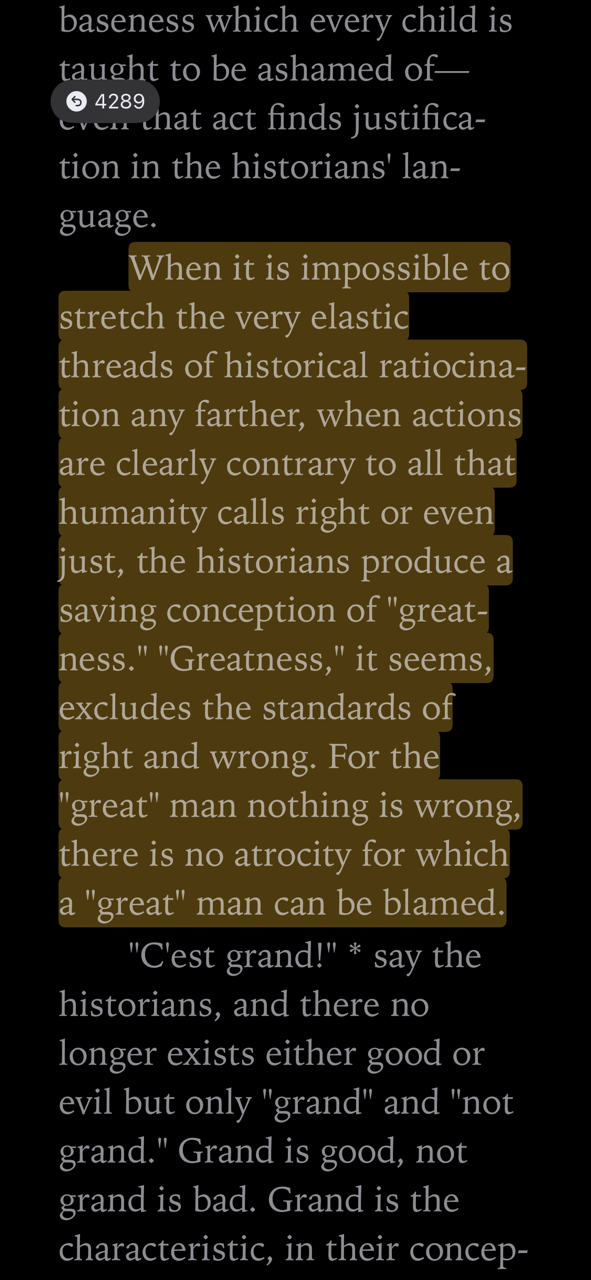 baseness which every child is
taught to be ashamed of—
4289
even that act finds justifica-
tion in the historians' lan-
guage.
When it is impossible to
stretch the very elastic
threads of historical ratiocina-
tion any farther, when actions
are clearly contrary to all that
humanity calls right or even
just, the historians produce a
saving conception of "great-
ness." "Greatness," it seems,
excludes the standards of
right and wrong. For the
"great" man nothing is wrong,
there is no atrocity for which
a "great" man can be blamed.
"C'est grand!" * say the
historians, and there no
longer exists either good or
evil but only "grand" and "not
grand." Grand is good, not
grand is bad. Grand is the
characteristic, in their concep-